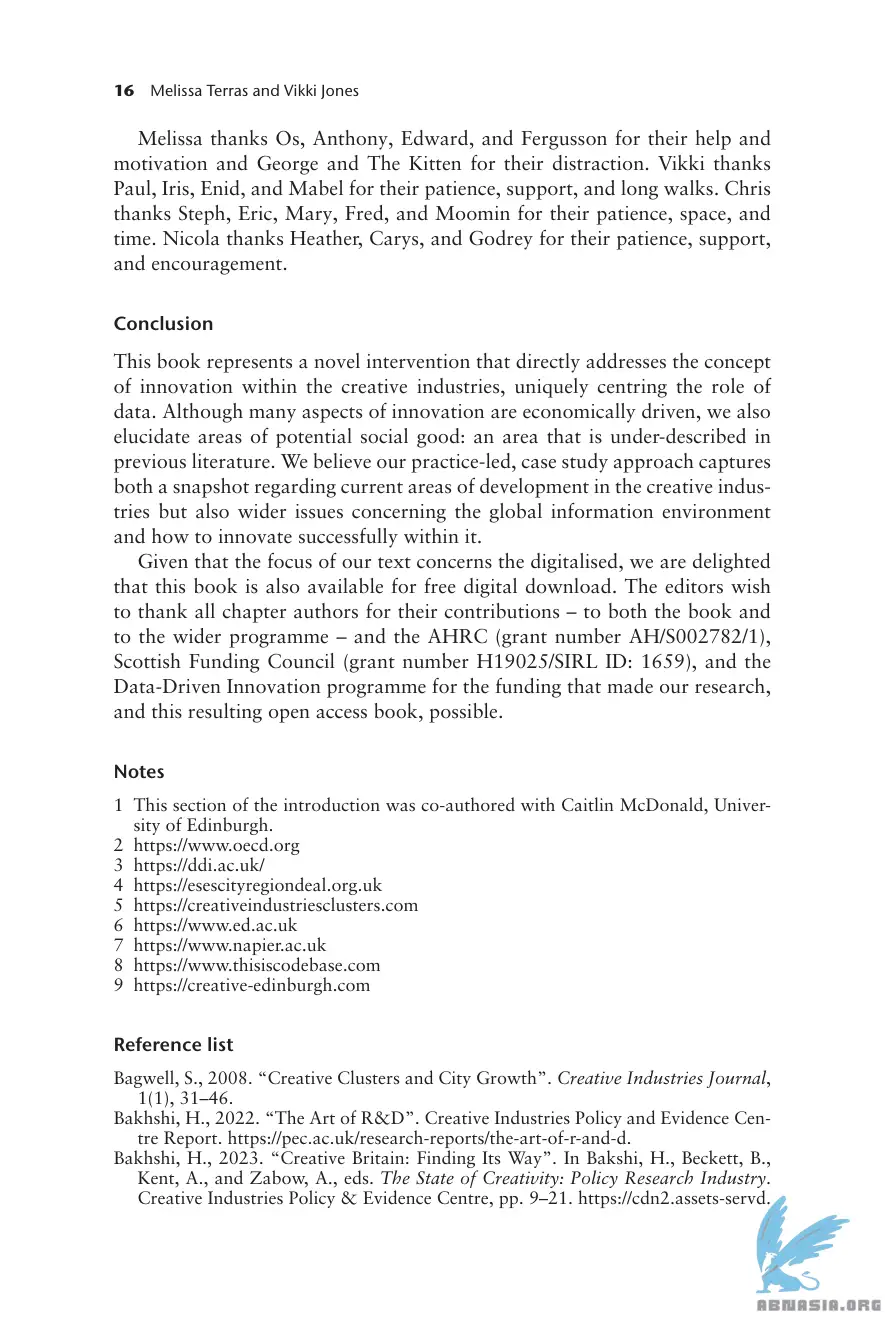 16 Melissa Terras and Vikki Jones
Melissa thanks Os, Anthony, Edward, and Fergusson for their help and
motivation and George and The Kitten for their distraction. Vikki thanks
Paul, Iris, Enid, and Mabel for their patience, support, and long walks. Chris
thanks Steph, Eric, Mary, Fred, and Moomin for their patience, space, and
time. Nicola thanks Heather, Carys, and Godrey for their patience, support,
and encouragement.
Conclusion
This book represents a novel intervention that directly addresses the concept
of innovation within the creative industries, uniquely centring the role of
data. Although many aspects of innovation are economically driven, we also
elucidate areas of potential social good: an area that is under-described in
previous literature. We believe our practice-led, case study approach captures
both a snapshot regarding current areas of development in the creative indus-
tries but also wider issues concerning the global information environment
and how to innovate successfully within it.
Given that the focus of our text concerns the digitalised, we are delighted
that this book is also available for free digital download. The editors wish
to thank all chapter authors for their contributions – to both the book and
to the wider programme – and the AHRC (grant number AH/S002782/1),
Scottish Funding Council (grant number H19025/SIRL ID: 1659), and the
Data-Driven Innovation programme for the funding that made our research,
and this resulting open access book, possible.
Notes
1 This section of the introduction was co-authored with Caitlin McDonald, Univer-
sity of Edinburgh.
2 https://www.oecd.org
3 https://ddi.ac.uk/
4 https://esescityregiondeal.org.uk
5 https://creativeindustriesclusters.com
6 https://www.ed.ac.uk
7 https://www.napier.ac.uk
8 https://www.thisiscodebase.com
9 https://creative-edinburgh.com
Reference list
Bagwell, S., 2008. “Creative Clusters and City Growth”. Creative Industries Journal,
1(1), 31–46.
Bakhshi, H., 2022. “The Art of R&D”. Creative Industries Policy and Evidence Cen-
tre Report. https://pec.ac.uk/research-reports/the-art-of-r-and-d.
Bakhshi, H., 2023. “Creative Britain: Finding Its Way”. In Bakshi, H., Beckett, B.,
Kent, A., and Zabow, A., eds. The State of Creativity: Policy Research Industry.
Creative Industries Policy & Evidence Centre, pp. 9–21. https://cdn2.assets-servd.
ABNASIA.ORG